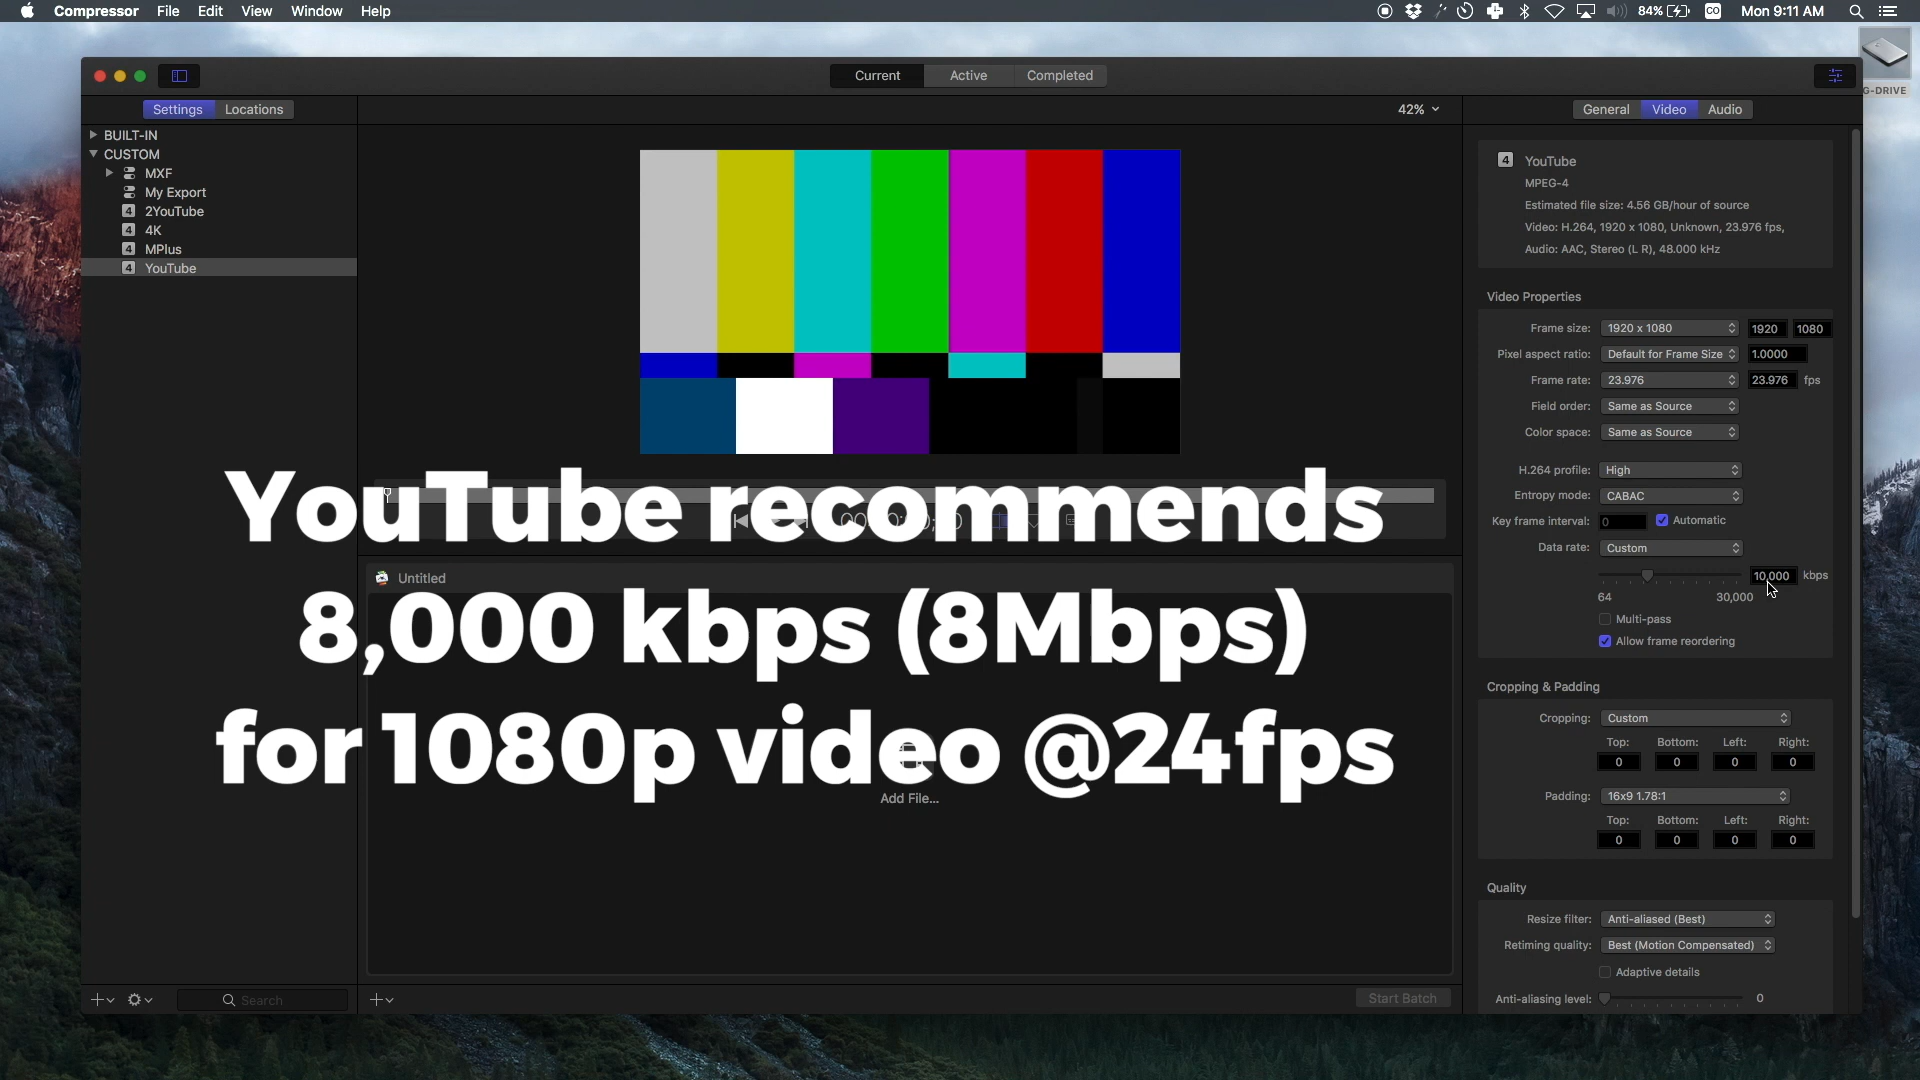 Compressor File Edit View Window Help
84% Mon 9:11 AM
G-DRIVE
Current Active Completed
Settings Locations
42%
General Video Audio
BUILT-IN
CUSTOM
MXF
My Export
2YouTube
4K
MPlus
YouTube
4 YouTube
MPEG-4
Estimated file size: 4.56 GB/hour of source
Video: H.264, 1920 x 1080, Unknown, 23.976 fps,
Audio: AAC, Stereo (L R), 48.000 kHz
Video Properties
Frame size: 1920 x 1080 1920 1080
Pixel aspect ratio: Default for Frame Size 1.0000
Frame rate: 23.976 23.976 fps
Field order: Same as Source
Color space: Same as Source
H.264 profile: High
Entropy mode: CABAC
Key frame interval: 0 Automatic
Data rate: Custom
10,000 kbps
64 30,000
Multi-pass
Allow frame reordering
Cropping & Padding
Cropping: Custom
Top: Bottom: Left: Right:
0 0 0 0
Padding: 16x9 1.78:1
Top: Bottom: Left: Right:
0 0 0 0
Quality
Resize filter: Anti-aliased (Best)
Retiming quality: Best (Motion Compensated)
Adaptive details
Anti-aliasing level: 0
YouTube recommends
8,000 kbps (8Mbps)
for 1080p video @24fps
Untitled
Add File...
Search
Start Batch